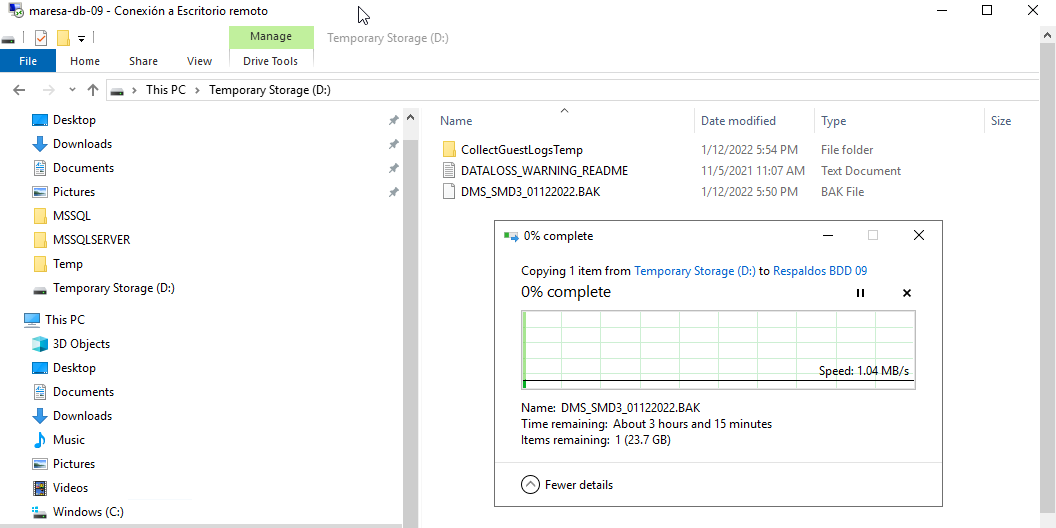 maresa-db-09 - Conexión a Escritorio remoto
Manage
Temporary Storage (D:)
File
Home
Share
View
Drive Tools
This PC
Temporary Storage (D:)
Desktop
Downloads
Documents
Pictures
MSSQL
MSSQLSERVER
Temp
Temporary Storage (D:)
This PC
3D Objects
Desktop
Documents
Downloads
Music
Pictures
Videos
Windows (C:)
Name Date modified Type Size
CollectGuestLogsTemp 1/12/2022 5:54 PM File folder
DATALOSS_WARNING_README 11/5/2021 11:07 AM Text Document
DMS_SMD3_01122022.BAK 1/12/2022 5:50 PM BAK File
0% complete
Copying 1 item from Temporary Storage (D:) to Respaldos BDD 09
0% complete
Speed: 1.04 MB/s
Name: DMS_SMD3_01122022.BAK
Time remaining: About 3 hours and 15 minutes
Items remaining: 1 (23.7 GB)
Fewer details